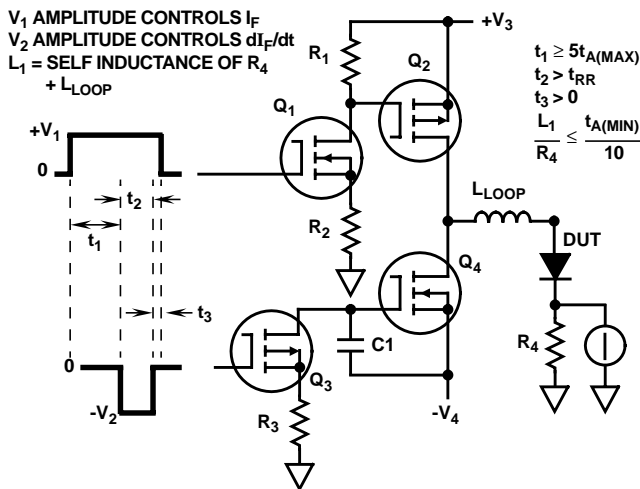 V1 AMPLITUDE CONTROLS IF
V2 AMPLITUDE CONTROLS dIF/dt
L1 = SELF INDUCTANCE OF R4
+ LLOOP
+V3
R1
Q2
t1 ≥ 5tA(MAX)
t2 > tRR
t3 > 0
L1/R4 ≤ tA(MIN)/10
Q1
+V1
0
t2
t1
R2
LLOOP
DUT
Q4
t3
C1
R4
0
Q3
-V2
R3
-V4